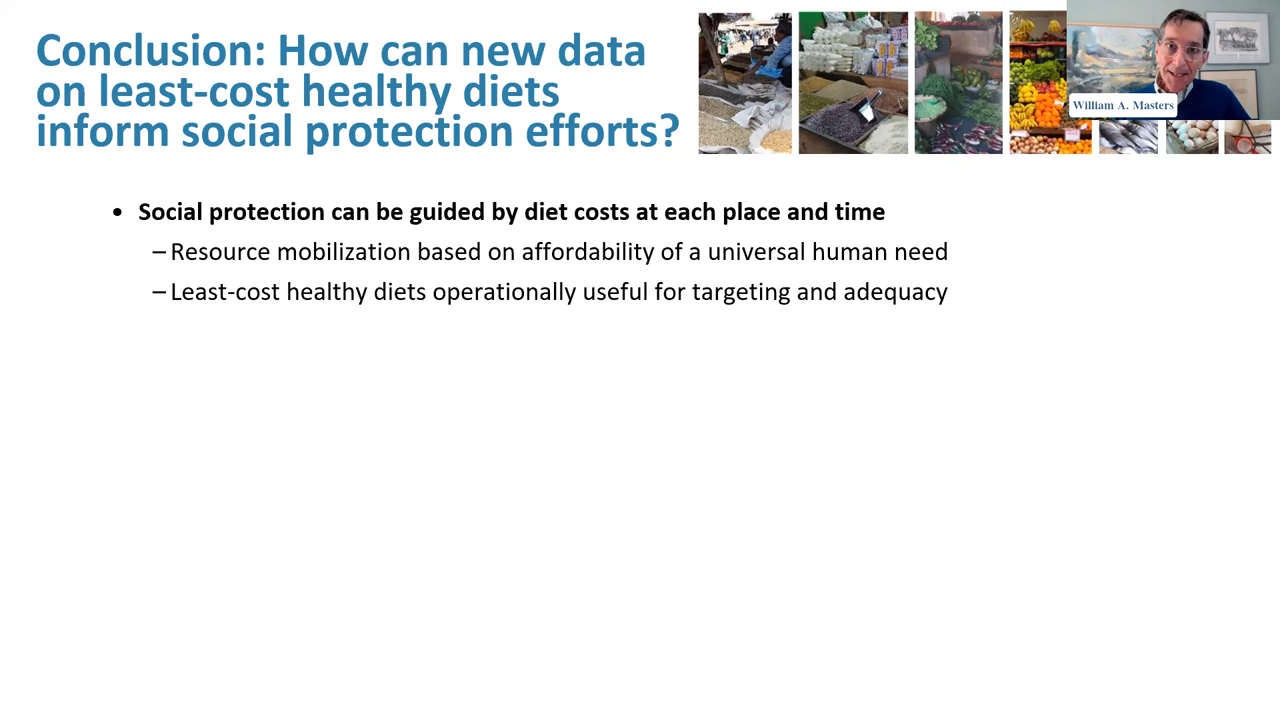 Conclusion: How can new data
on least-cost healthy diets
inform social protection efforts?
William A. Masters
• Social protection can be guided by diet costs at each place and time
– Resource mobilization based on affordability of a universal human need
– Least-cost healthy diets operationally useful for targeting and adequacy